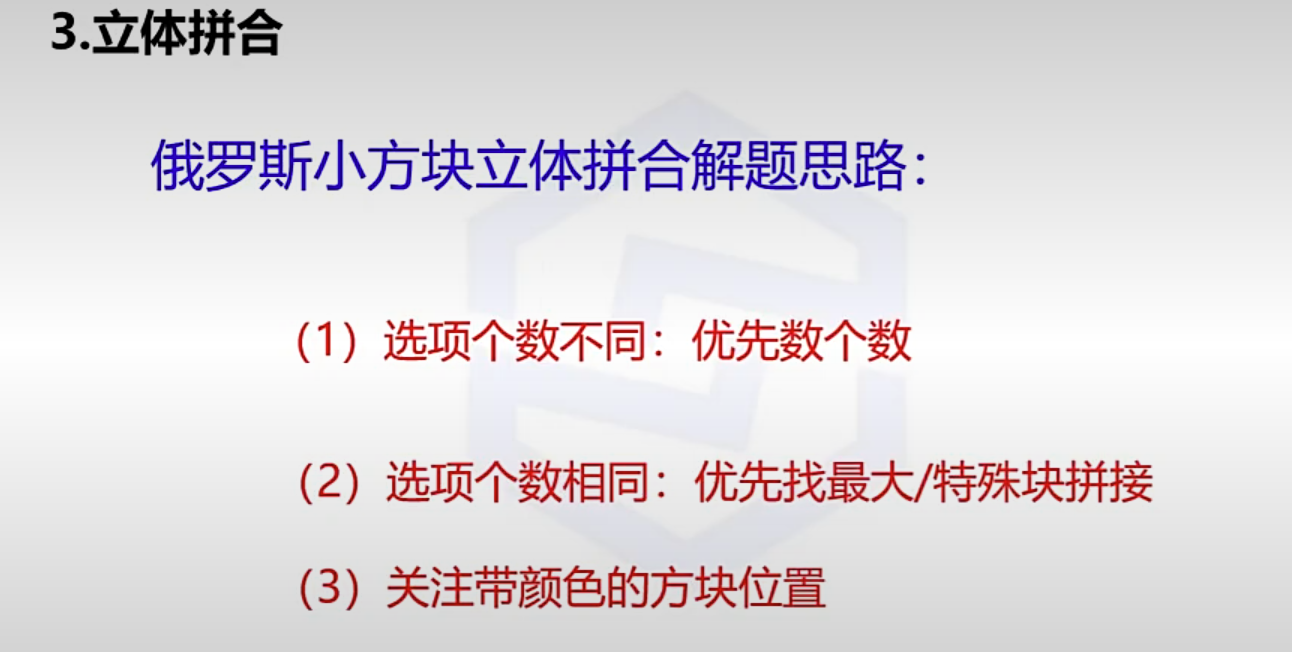 3.立体拼合
俄罗斯小方块立体拼合解题思路：
（1）选项个数不同：优先数个数
（2）选项个数相同：优先找最大/特殊块拼接
（3）关注带颜色的方块位置